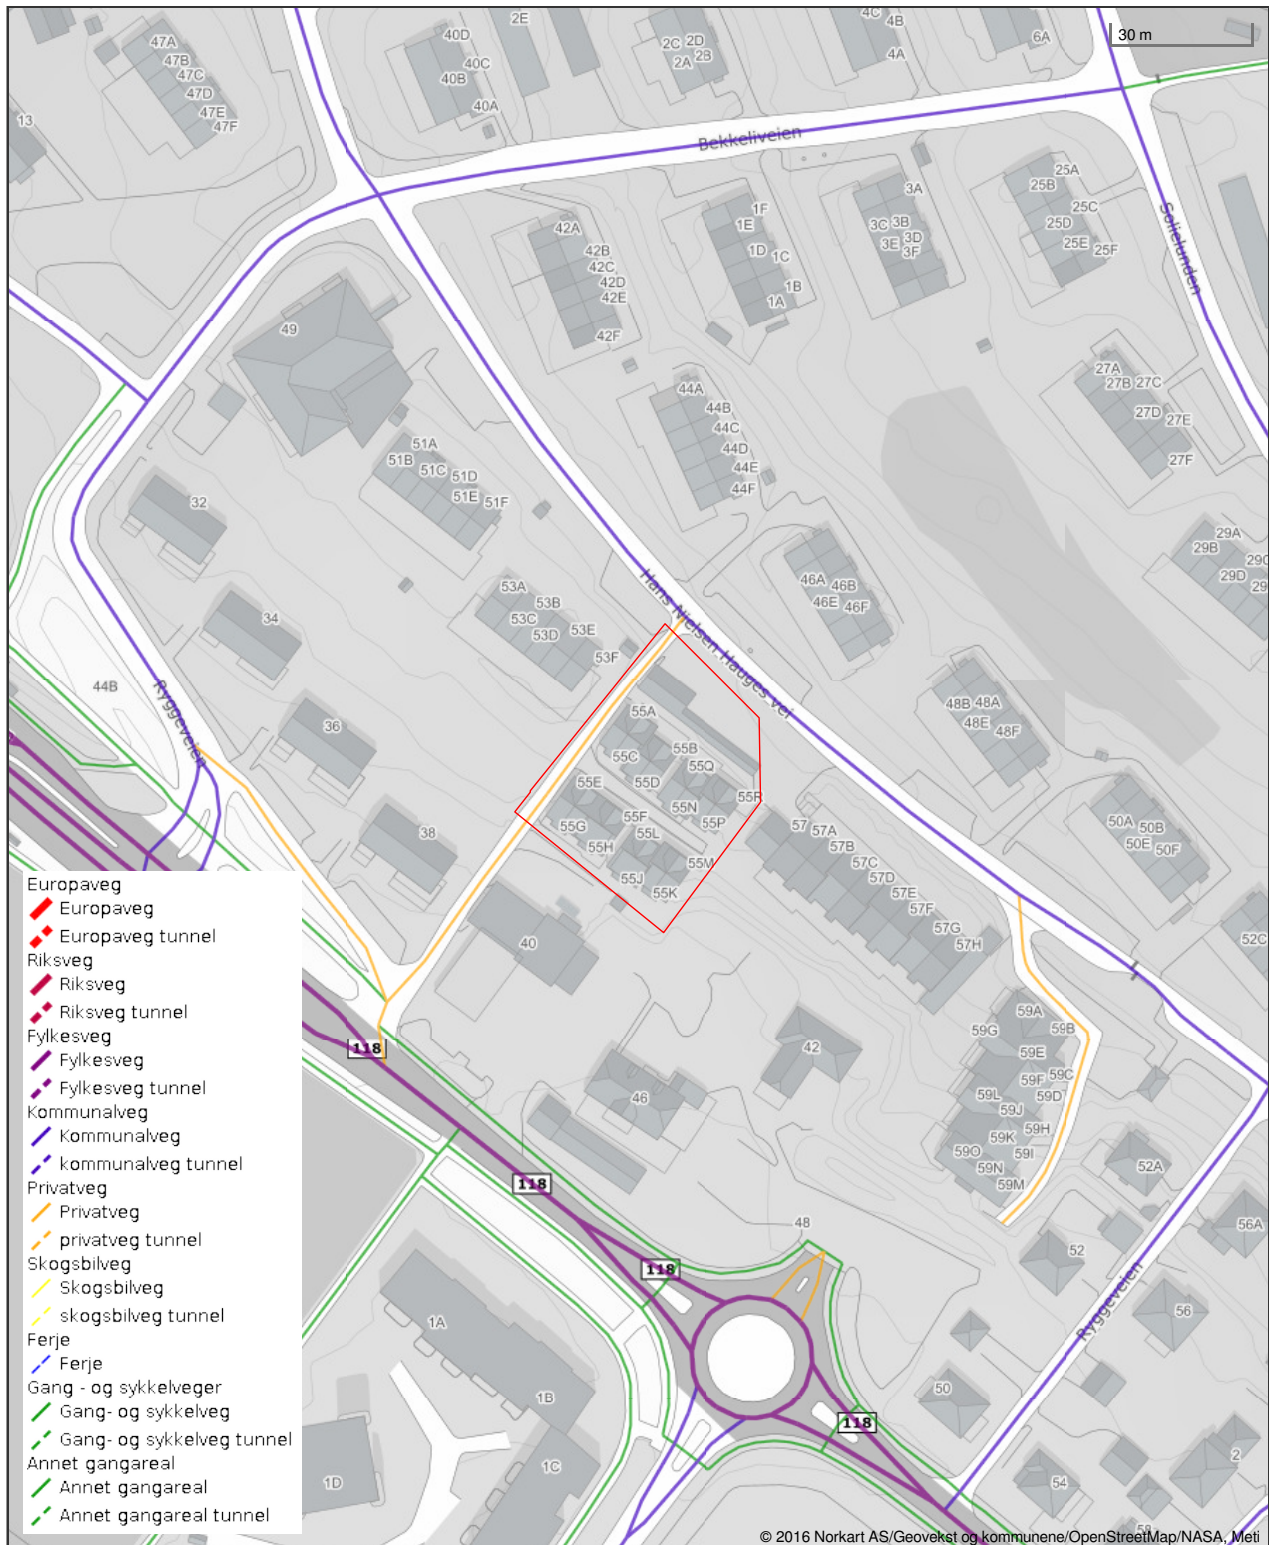 30 m
2E
40D
40C
40B
40A
2C 2D
2A 2B
4C
4B
4A
6A
47A
47B
47C
47D
47E
47F
13
Bekkeliveien
Solielunden
42A
42B
42C
42D
42E
42F
1F
1E
1D
1C
1B
1A
3A
3C 3B
3D
3E
3F
25A
25B
25C
25D
25E
25F
49
51A
51B
51C
51D
51E
51F
44A
44B
44C
44D
44E
44F
27A
27B 27C
27D
27E
27F
32
34
36
38
40
44B
Ryggeveien
53A
53B
53C
53D
53E
53F
Hans Nielsen Hauges vei
46A 46B
46E 46F
29A
29B
29D
48B 48A
48E
48F
50A
50B
50E
50F
55A
55B
55C
55Q
55D
55E
55N
55R
55F
55P
55G
55L
55H
55M
55J
55K
57
57A
57B
57C
57D
57E
57F
57G
57H
52C
42
46
59A
59G
59B
59E
59C
59F
59D
59L
59J
59H
59K
59O
59I
59N
59M
52A
52
56A
56
Ryggeveien
48
50
54
2
58
118
118
118
118
1A
1B
1C
1D
Europaveg
Europaveg
Europaveg tunnel
Riksveg
Riksveg
Riksveg tunnel
Fylkesveg
Fylkesveg
Fylkesveg tunnel
Kommunalveg
Kommunalveg
kommunalveg tunnel
Privatveg
Privatveg
privatveg tunnel
Skogsbilveg
Skogsbilveg
skogsbilveg tunnel
Ferje
Ferje
Gang - og sykkelveger
Gang- og sykkelveg
Gang- og sykkelveg tunnel
Annet gangareal
Annet gangareal
Annet gangareal tunnel
© 2016 Norkart AS/Geovekst og kommunene/OpenStreetMap/NASA, Meti